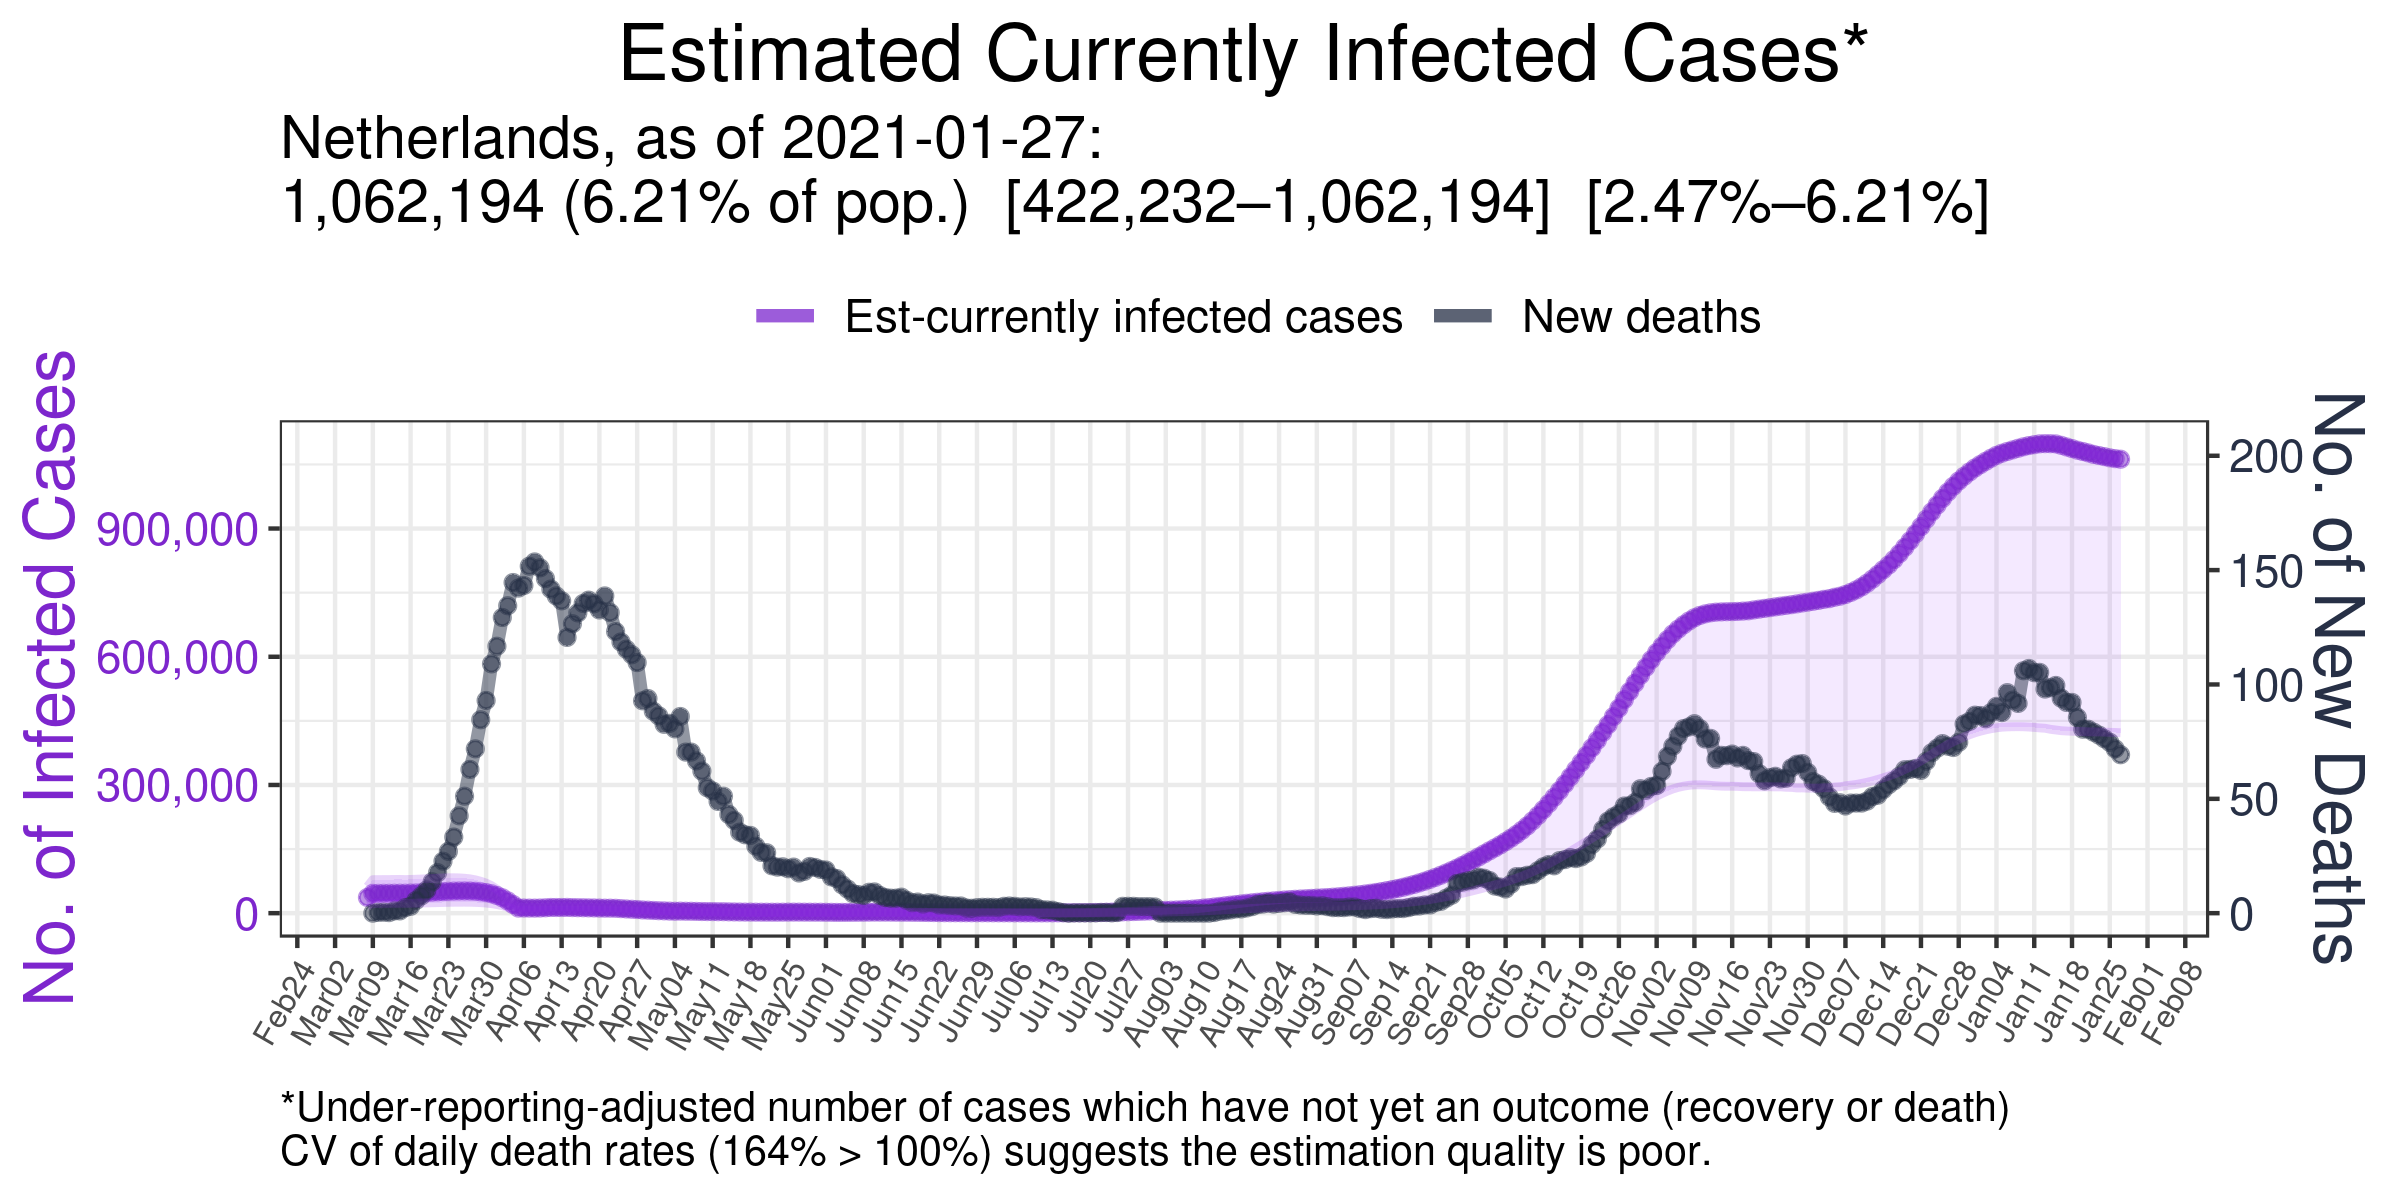 Estimated Currently Infected Cases*
Netherlands, as of 2021-01-27:
1,062,194 (6.21% of pop.) [422,232–1,062,194] [2.47%–6.21%]
Est-currently infected cases New deaths
No. of Infected Cases
900,000
600,000
300,000
0
200
150
100
50
0
No. of New Deaths
Feb24 Mar02 Mar09 Mar16 Mar23 Mar30 Apr06 Apr13 Apr20 Apr27 May04 May11 May18 May25 Jun01 Jun08 Jun15 Jun22 Jun29 Jul06 Jul13 Jul20 Jul27 Aug03 Aug10 Aug17 Aug24 Aug31 Sep07 Sep14 Sep21 Sep28 Oct05 Oct12 Oct19 Oct26 Nov02 Nov09 Nov16 Nov23 Nov30 Dec07 Dec14 Dec21 Dec28 Jan04 Jan11 Jan18 Jan25 Feb01 Feb08
*Under-reporting-adjusted number of cases which have not yet an outcome (recovery or death)
CV of daily death rates (164% > 100%) suggests the estimation quality is poor.